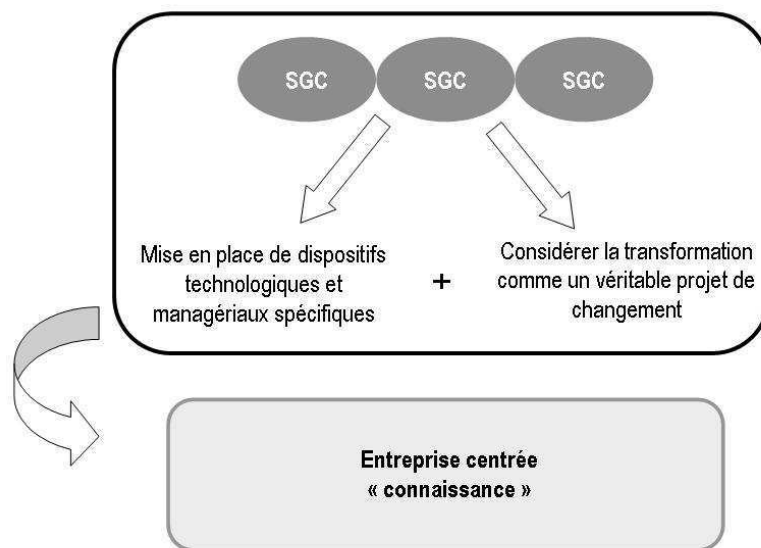 SGC SGC SGC
Mise en place de dispositifs
technologiques et
managériaux spécifiques
+
Considérer la transformation
comme un véritable projet de
changement
Entreprise centrée
« connaissance »